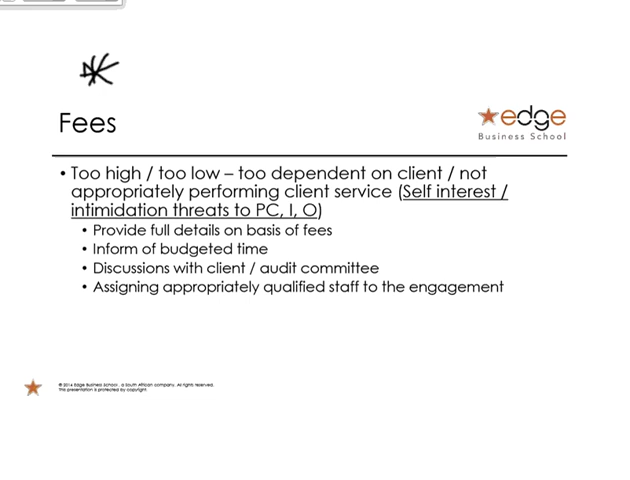 Fees
edge
Business School
• Too high / too low – too dependent on client / not
appropriately performing client service (Self interest /
intimidation threats to PC, I, O)
• Provide full details on basis of fees
• Inform of budgeted time
• Discussions with client / audit committee
• Assigning appropriately qualified staff to the engagement
© 2014 Edge Business School, a South African company. All rights reserved.
This presentation is protected by copyright.